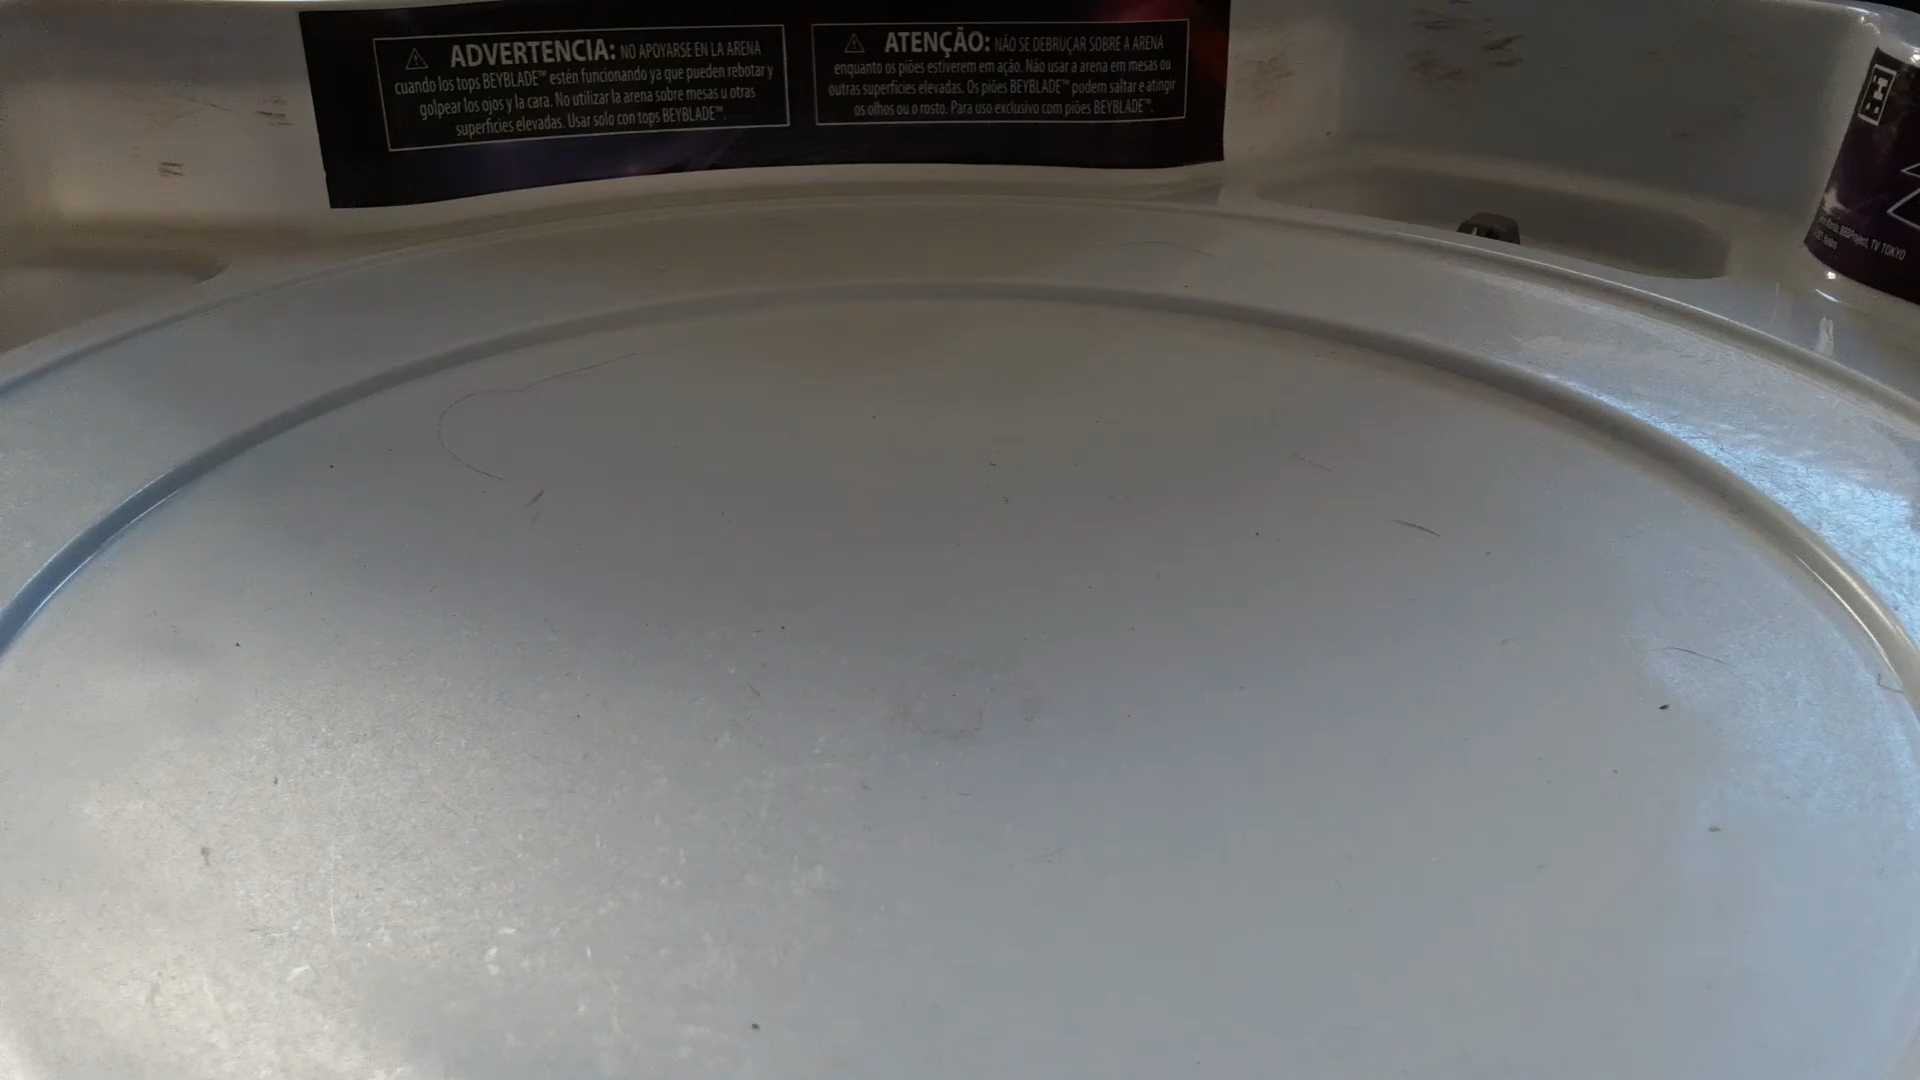 ADVERTENCIA: NO APOYARSE EN LA ARENA
cuando los tops BEYBLADE™ estén funcionando ya que pueden rebotar y
golpear los ojos y la cara. No utilizar la arena sobre mesas u otras
superficies elevadas. Usar solo con tops BEYBLADE™.
ATENÇÃO: NÃO SE DEBRUÇAR SOBRE A ARENA
enquanto os piões estiverem em ação. Não usar a arena em mesas ou
outras superfícies elevadas. Os piões BEYBLADE™ podem saltar e atingir
os olhos ou o rosto. Para uso exclusivo com piões BEYBLADE™.
BBBProject, TV TOKYO